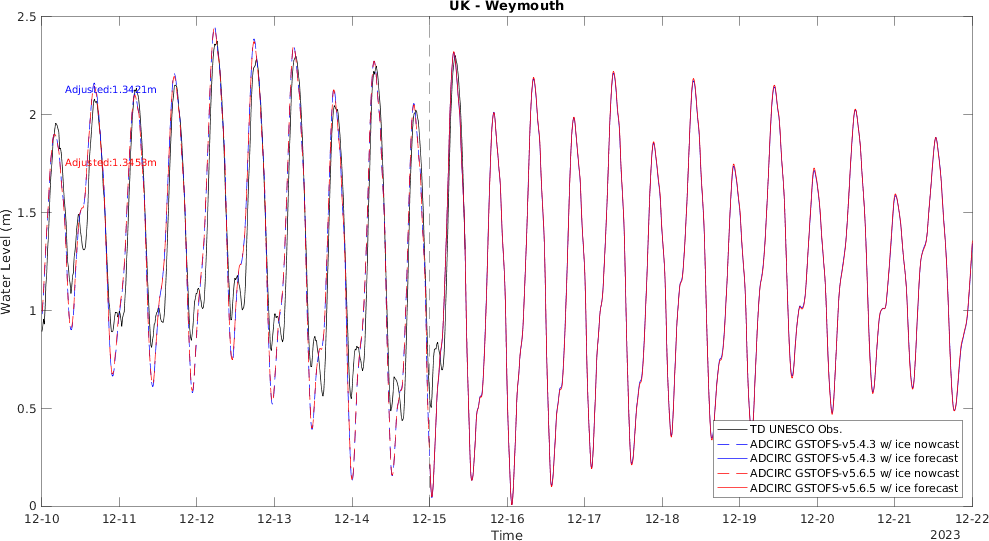 UK - Weymouth
2.5
2
1.5
1
0.5
0
Water Level (m)
Adjusted:1.3421m
Adjusted:1.3453m
TD UNESCO Obs.
ADCIRC GSTOFS-v5.4.3 w/ ice nowcast
ADCIRC GSTOFS-v5.4.3 w/ ice forecast
ADCIRC GSTOFS-v5.6.5 w/ ice nowcast
ADCIRC GSTOFS-v5.6.5 w/ ice forecast
12-10 12-11 12-12 12-13 12-14 12-15 12-16 12-17 12-18 12-19 12-20 12-21 12-22
Time
2023